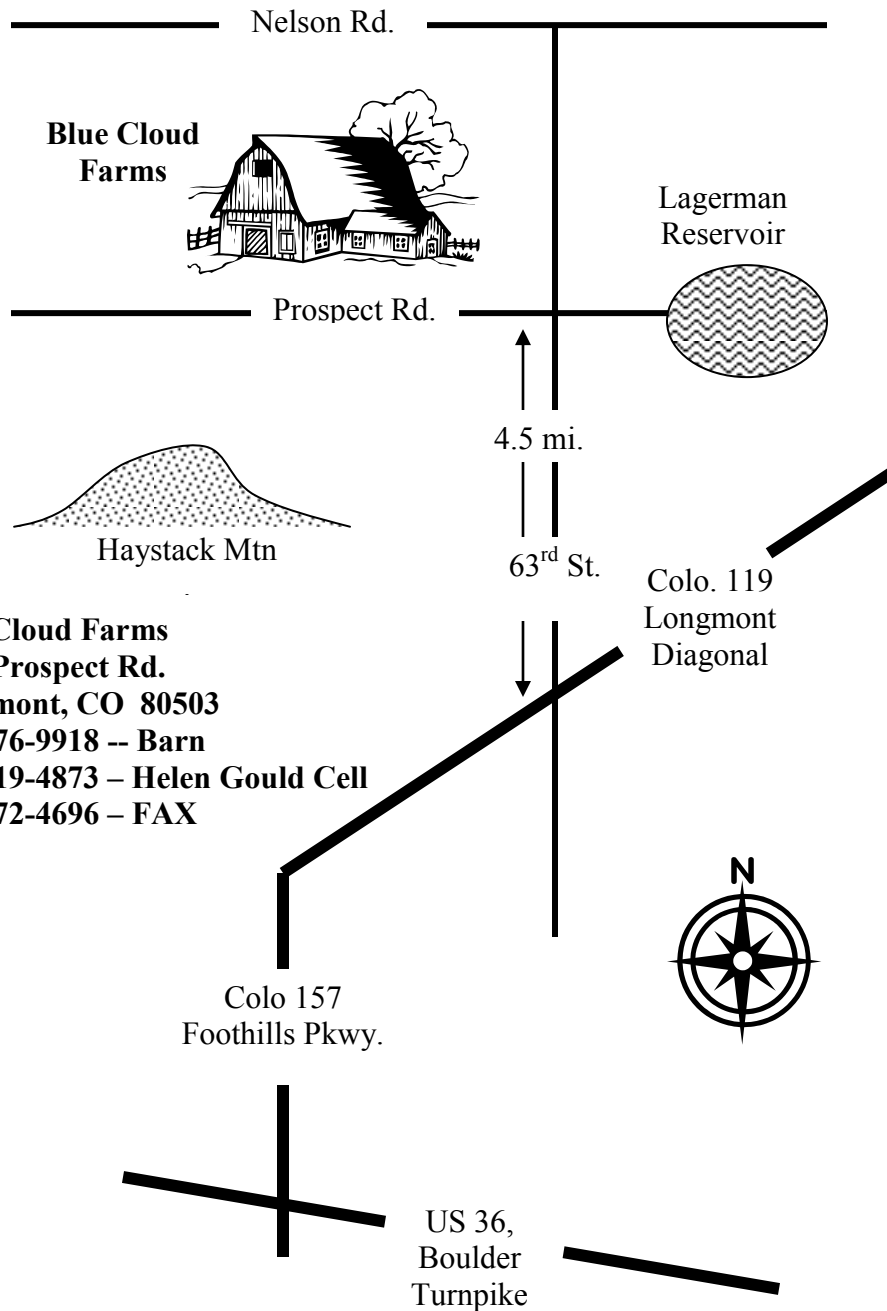 Nelson Rd.
Blue Cloud
Farms
Lagerman
Reservoir
Prospect Rd.
4.5 mi.
Haystack Mtn
63rd St.
Colo. 119
Longmont
Diagonal
Cloud Farms
Prospect Rd.
mont, CO 80503
76-9918 -- Barn
19-4873 – Helen Gould Cell
72-4696 – FAX
N
Colo 157
Foothills Pkwy.
US 36,
Boulder
Turnpike